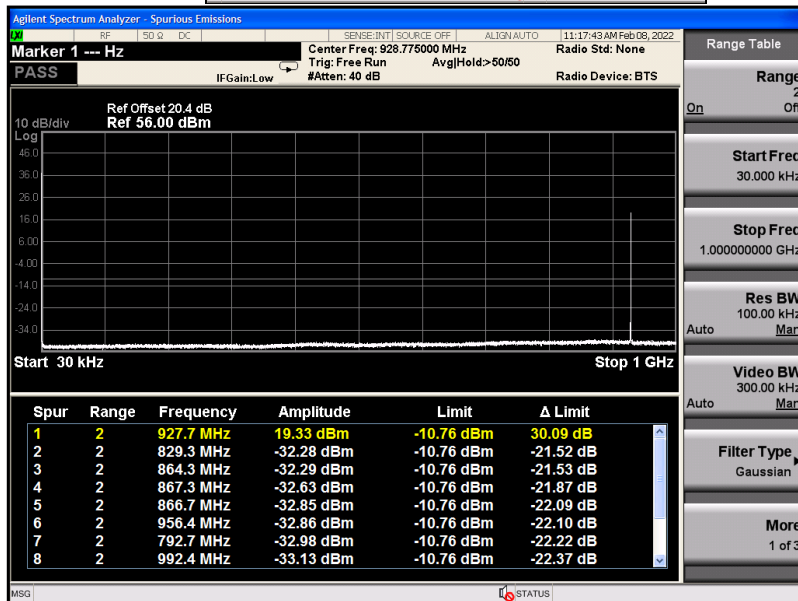 Agilent Spectrum Analyzer - Spurious Emissions
LXI RF 50 Ω DC SENSE:INT SOURCE OFF ALIGN AUTO 11:17:43 AM Feb 08, 2022
Marker 1 --- Hz
Center Freq: 928.775000 MHz
Radio Std: None
Trig: Free Run Avg|Hold:>50/50
PASS
IFGain:Low
#Atten: 40 dB
Radio Device: BTS
Ref Offset 20.4 dB
10 dB/div Ref 56.00 dBm
Log
46.0
36.0
26.0
16.0
6.00
-4.00
-14.0
-24.0
-34.0
Start 30 kHz Stop 1 GHz
Spur Range Frequency Amplitude Limit Δ Limit
1 2 927.7 MHz 19.33 dBm -10.76 dBm 30.09 dB
2 2 829.3 MHz -32.28 dBm -10.76 dBm -21.52 dB
3 2 864.3 MHz -32.29 dBm -10.76 dBm -21.53 dB
4 2 867.3 MHz -32.63 dBm -10.76 dBm -21.87 dB
5 2 866.7 MHz -32.85 dBm -10.76 dBm -22.09 dB
6 2 956.4 MHz -32.86 dBm -10.76 dBm -22.10 dB
7 2 792.7 MHz -32.98 dBm -10.76 dBm -22.22 dB
8 2 992.4 MHz -33.13 dBm -10.76 dBm -22.37 dB
MSG STATUS
Range Table
Range
2
On Off
Start Freq
30.000 kHz
Stop Freq
1.000000000 GHz
Res BW
100.00 kHz
Auto Man
Video BW
300.00 kHz
Auto Man
Filter Type
Gaussian
More
1 of 3